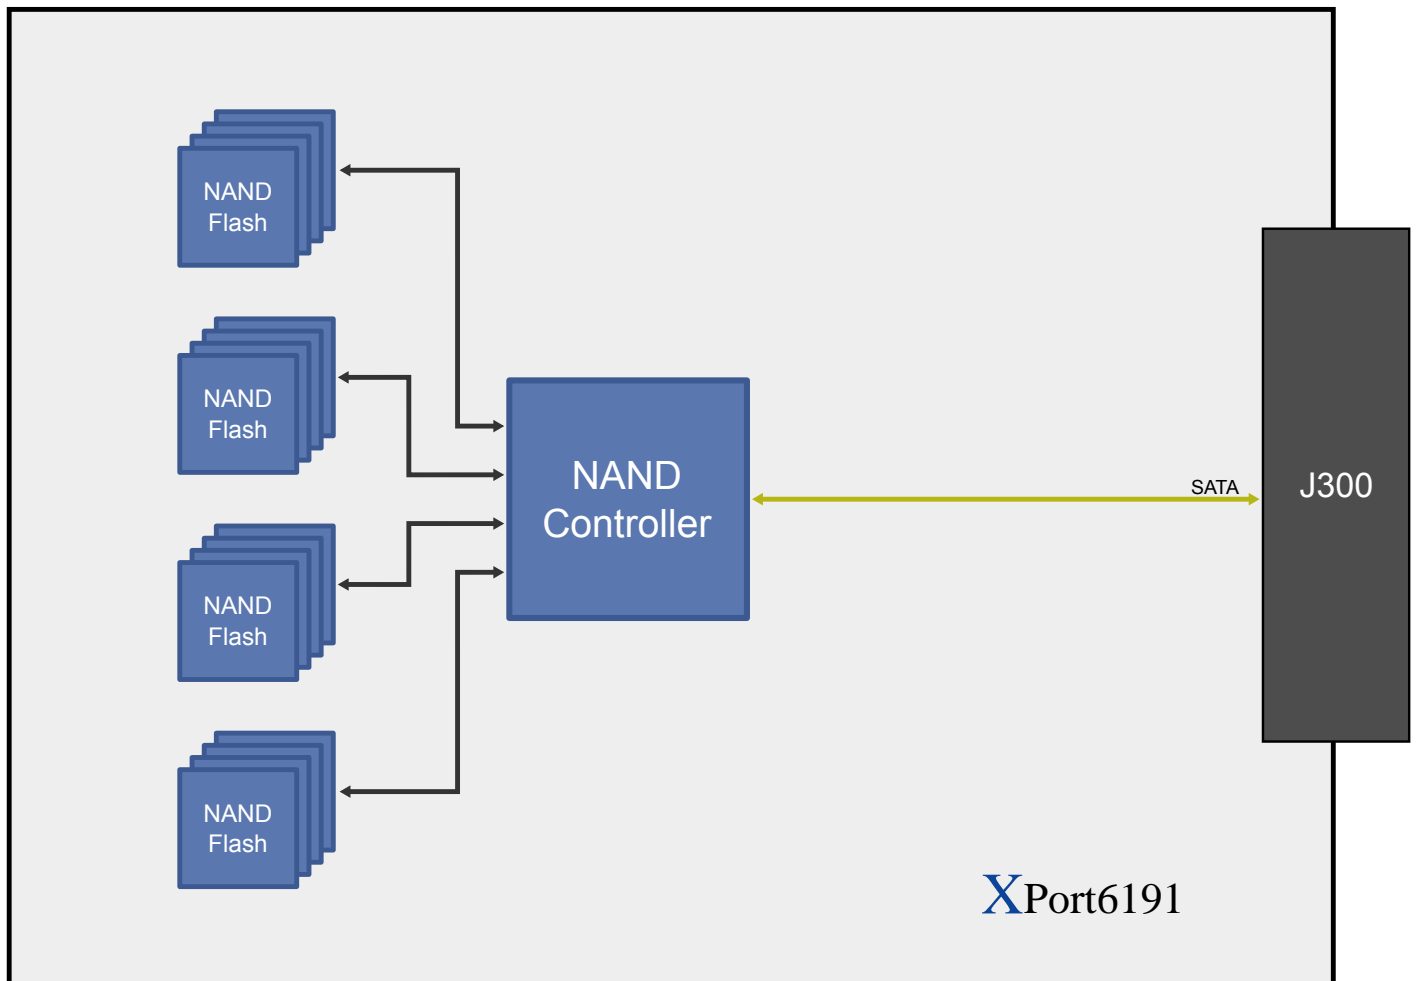 NAND
Flash
NAND
Flash
NAND
Flash
NAND
Flash
NAND
Controller
SATA
J300
XPort6191